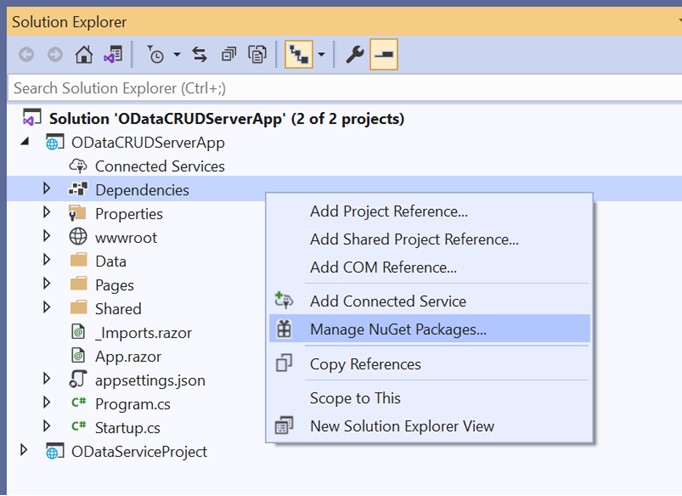 Solution Explorer
Search Solution Explorer (Ctrl+;)
Solution 'ODataCRUDServerApp' (2 of 2 projects)
ODataCRUDServerApp
Connected Services
Dependencies
Properties
wwwroot
Data
Pages
Shared
_Imports.razor
App.razor
appsettings.json
C# Program.cs
C# Startup.cs
ODataServiceProject
Add Project Reference...
Add Shared Project Reference...
Add COM Reference...
Add Connected Service
Manage NuGet Packages...
Copy References
Scope to This
New Solution Explorer View